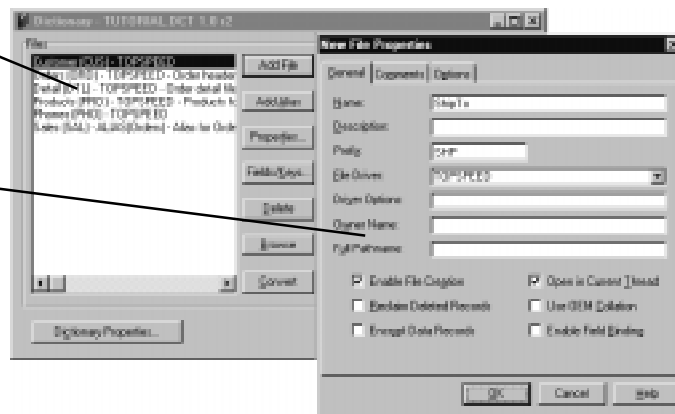 Dictionary - TUTORIAL.DCT 1.0 r2
Files
Customer (CUS) - TOPSPEED
Orders (ORD) - TOPSPEED - Order header
Detail (DTL) - TOPSPEED - Order detail file
Products (PRO) - TOPSPEED - Products fo
Phones (PHO) - TOPSPEED
Sales (SAL) - ALIAS(Orders) - Alias for Orde
Add File
Add Alias
Properties...
Fields/Keys...
Delete
Browse
Convert
Dictionary Properties...
New File Properties
General Comments Options
Name: ShipTo
Description:
Prefix: SHP
File Driver: TOPSPEED
Driver Options:
Owner Name:
Full Pathname:
Enable File Creation Open in Current Thread
Reclaim Deleted Records Use OEM Collation
Encrypt Data Records Enable Field Binding
OK Cancel Help